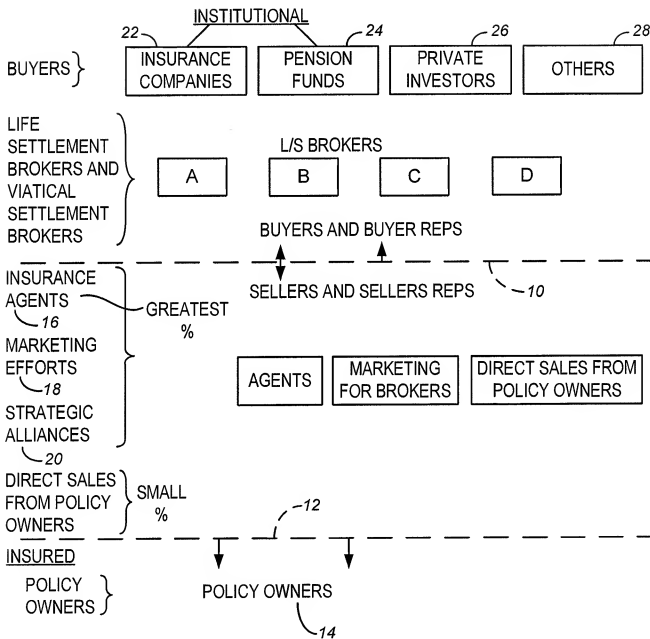 INSTITUTIONAL
22
24
26
28
BUYERS
INSURANCE
COMPANIES
PENSION
FUNDS
PRIVATE
INVESTORS
OTHERS
LIFE
SETTLEMENT
BROKERS AND
VIATICAL
SETTLEMENT
BROKERS
L/S BROKERS
A
B
C
D
BUYERS AND BUYER REPS
10
SELLERS AND SELLERS REPS
INSURANCE
AGENTS
16
GREATEST
%
MARKETING
EFFORTS
18
STRATEGIC
ALLIANCES
20
AGENTS
MARKETING
FOR BROKERS
DIRECT SALES FROM
POLICY OWNERS
DIRECT SALES
FROM POLICY
OWNERS
SMALL
%
12
INSURED
POLICY
OWNERS
POLICY OWNERS
14